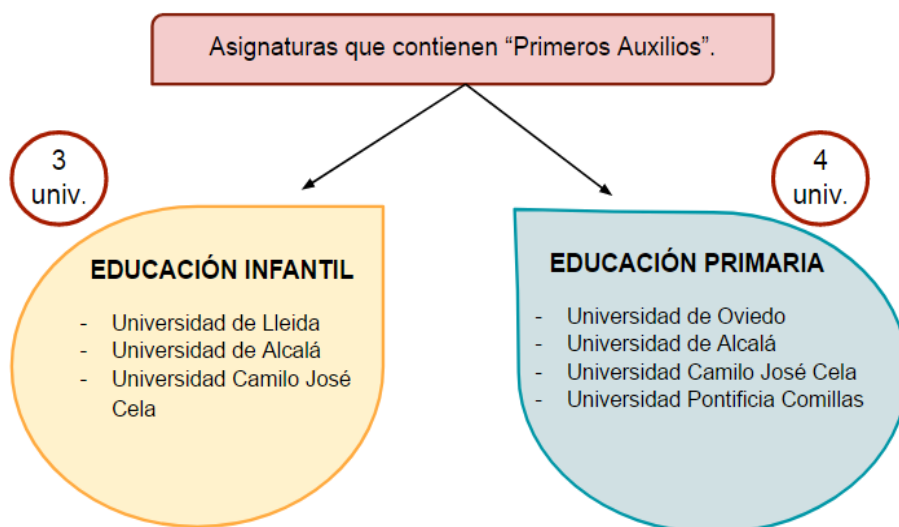 Asignaturas que contienen “Primeros Auxilios”.
3
univ.
4
univ.
EDUCACIÓN INFANTIL
- Universidad de Lleida
- Universidad de Alcalá
- Universidad Camilo José
Cela
EDUCACIÓN PRIMARIA
- Universidad de Oviedo
- Universidad de Alcalá
- Universidad Camilo José Cela
- Universidad Pontificia Comillas